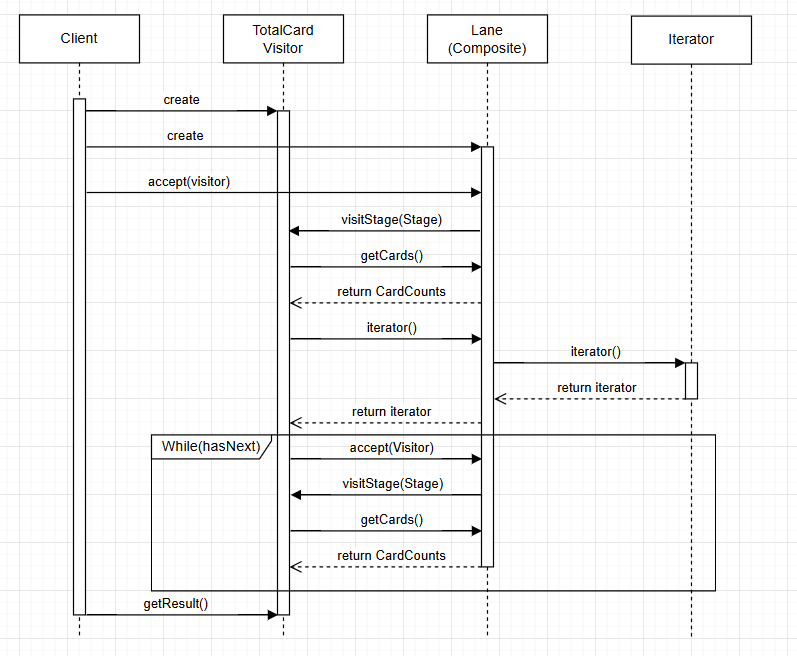 Client
TotalCard
Visitor
Lane
(Composite)
Iterator
create
create
accept(visitor)
visitStage(Stage)
getCards()
return CardCounts
iterator()
iterator()
return iterator
return iterator
While(hasNext)
accept(Visitor)
visitStage(Stage)
getCards()
return CardCounts
getResult()